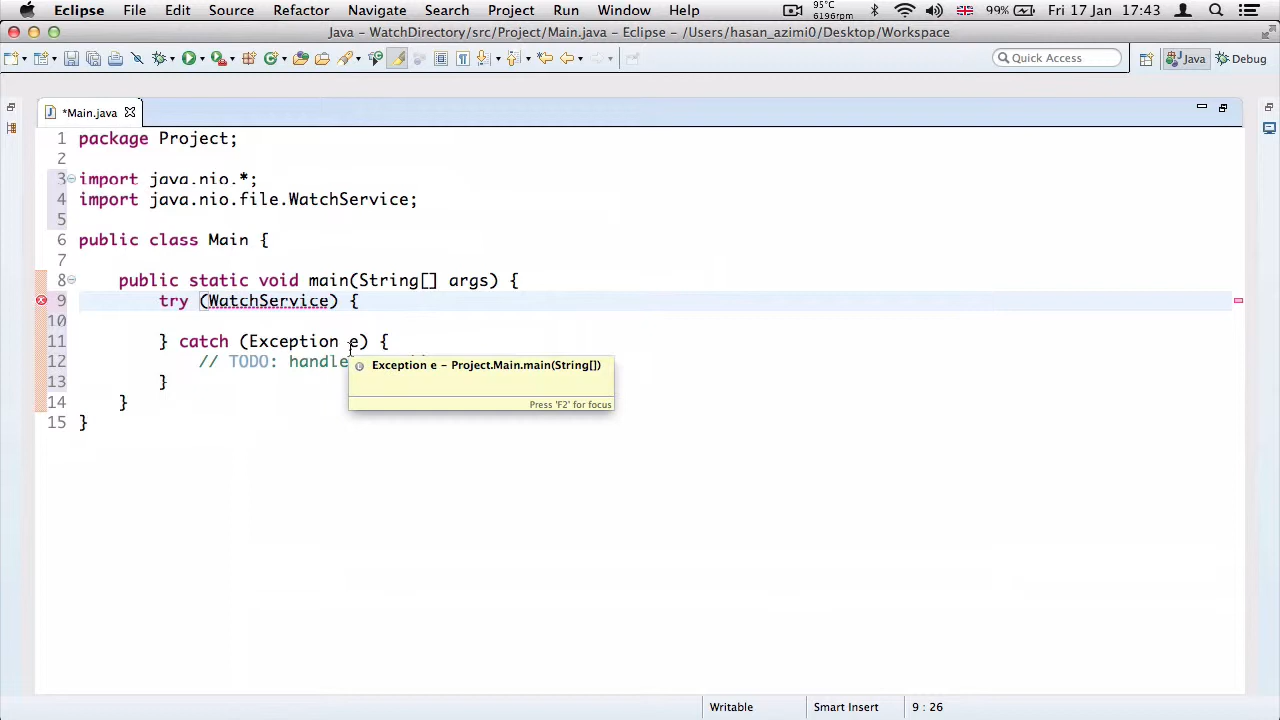 Eclipse File Edit Source Refactor Navigate Search Project Run Window Help 95°C 6196rpm 99% Fri 17 Jan 17:43
Java – WatchDirectory/src/Project/Main.java – Eclipse – /Users/hasan_azimi0/Desktop/Workspace
Quick Access Java Debug
*Main.java
1 package Project;
2
3 import java.nio.*;
4 import java.nio.file.WatchService;
5
6 public class Main {
7
8 public static void main(String[] args) {
9 try (WatchService) {
10
11 } catch (Exception e) {
12 // TODO: handle
Exception e – Project.Main.main(String[])
13 }
Press 'F2' for focus
14 }
15 }
Writable Smart Insert 9 : 26